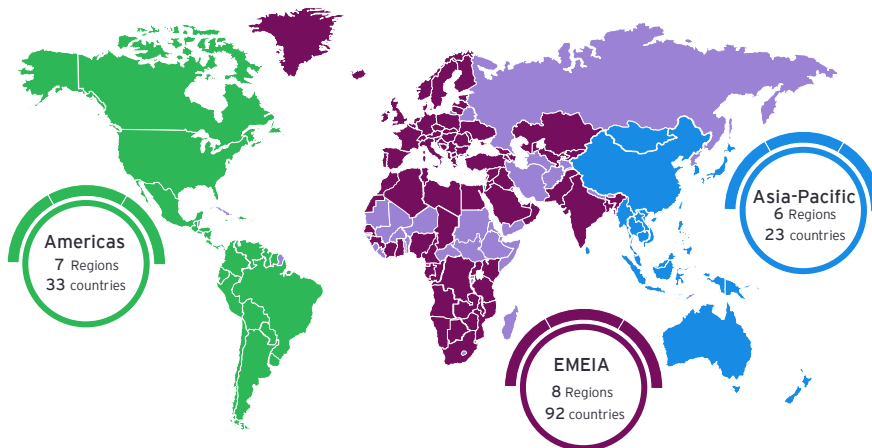 Americas
7 Regions
33 countries
Asia-Pacific
6 Regions
23 countries
EMEIA
8 Regions
92 countries